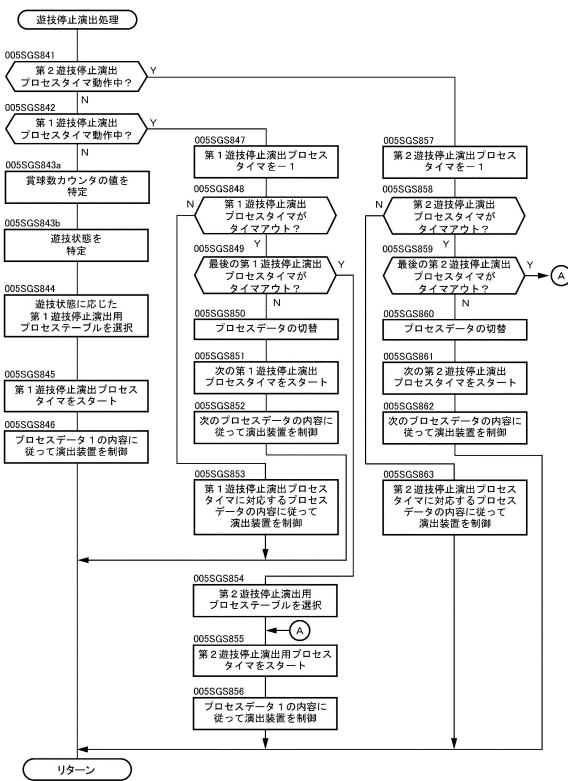 遊技停止演出処理
005SGS841
第２遊技停止演出
プロセスタイマ動作中？
Y
N
005SGS842
第１遊技停止演出
プロセスタイマ動作中？
Y
N
005SGS843a
賞球数カウンタの値を
特定
005SGS843b
遊技状態を
特定
005SGS844
遊技状態に応じた
第１遊技停止演出用
プロセステーブルを選択
005SGS845
第１遊技停止演出プロセス
タイマをスタート
005SGS846
プロセスデータ１の内容に
従って演出装置を制御
005SGS847
第１遊技停止演出プロセス
タイマを－１
005SGS848
N
第１遊技停止演出
プロセスタイマが
タイムアウト？
Y
005SGS849
最後の第１遊技停止演出
プロセスタイマが
タイムアウト？
Y
N
005SGS850
プロセスデータの切替
005SGS851
次の第１遊技停止演出
プロセスタイマをスタート
005SGS852
次のプロセスデータの内容に
従って演出装置を制御
005SGS853
第１遊技停止演出プロセス
タイマに対応するプロセス
データの内容に従って
演出装置を制御
005SGS854
第２遊技停止演出用
プロセステーブルを選択
A
005SGS855
第２遊技停止演出用プロセス
タイマをスタート
005SGS856
プロセスデータ１の内容に
従って演出装置を制御
005SGS857
第２遊技停止演出プロセス
タイマを－１
005SGS858
N
第２遊技停止演出
プロセスタイマが
タイムアウト？
Y
005SGS859
最後の第２遊技停止演出
プロセスタイマが
タイムアウト？
Y
A
N
005SGS860
プロセスデータの切替
005SGS861
次の第２遊技停止演出
プロセスタイマをスタート
005SGS862
次のプロセスデータの内容に
従って演出装置を制御
005SGS863
第２遊技停止演出プロセス
タイマに対応するプロセス
データの内容に従って
演出装置を制御
リターン